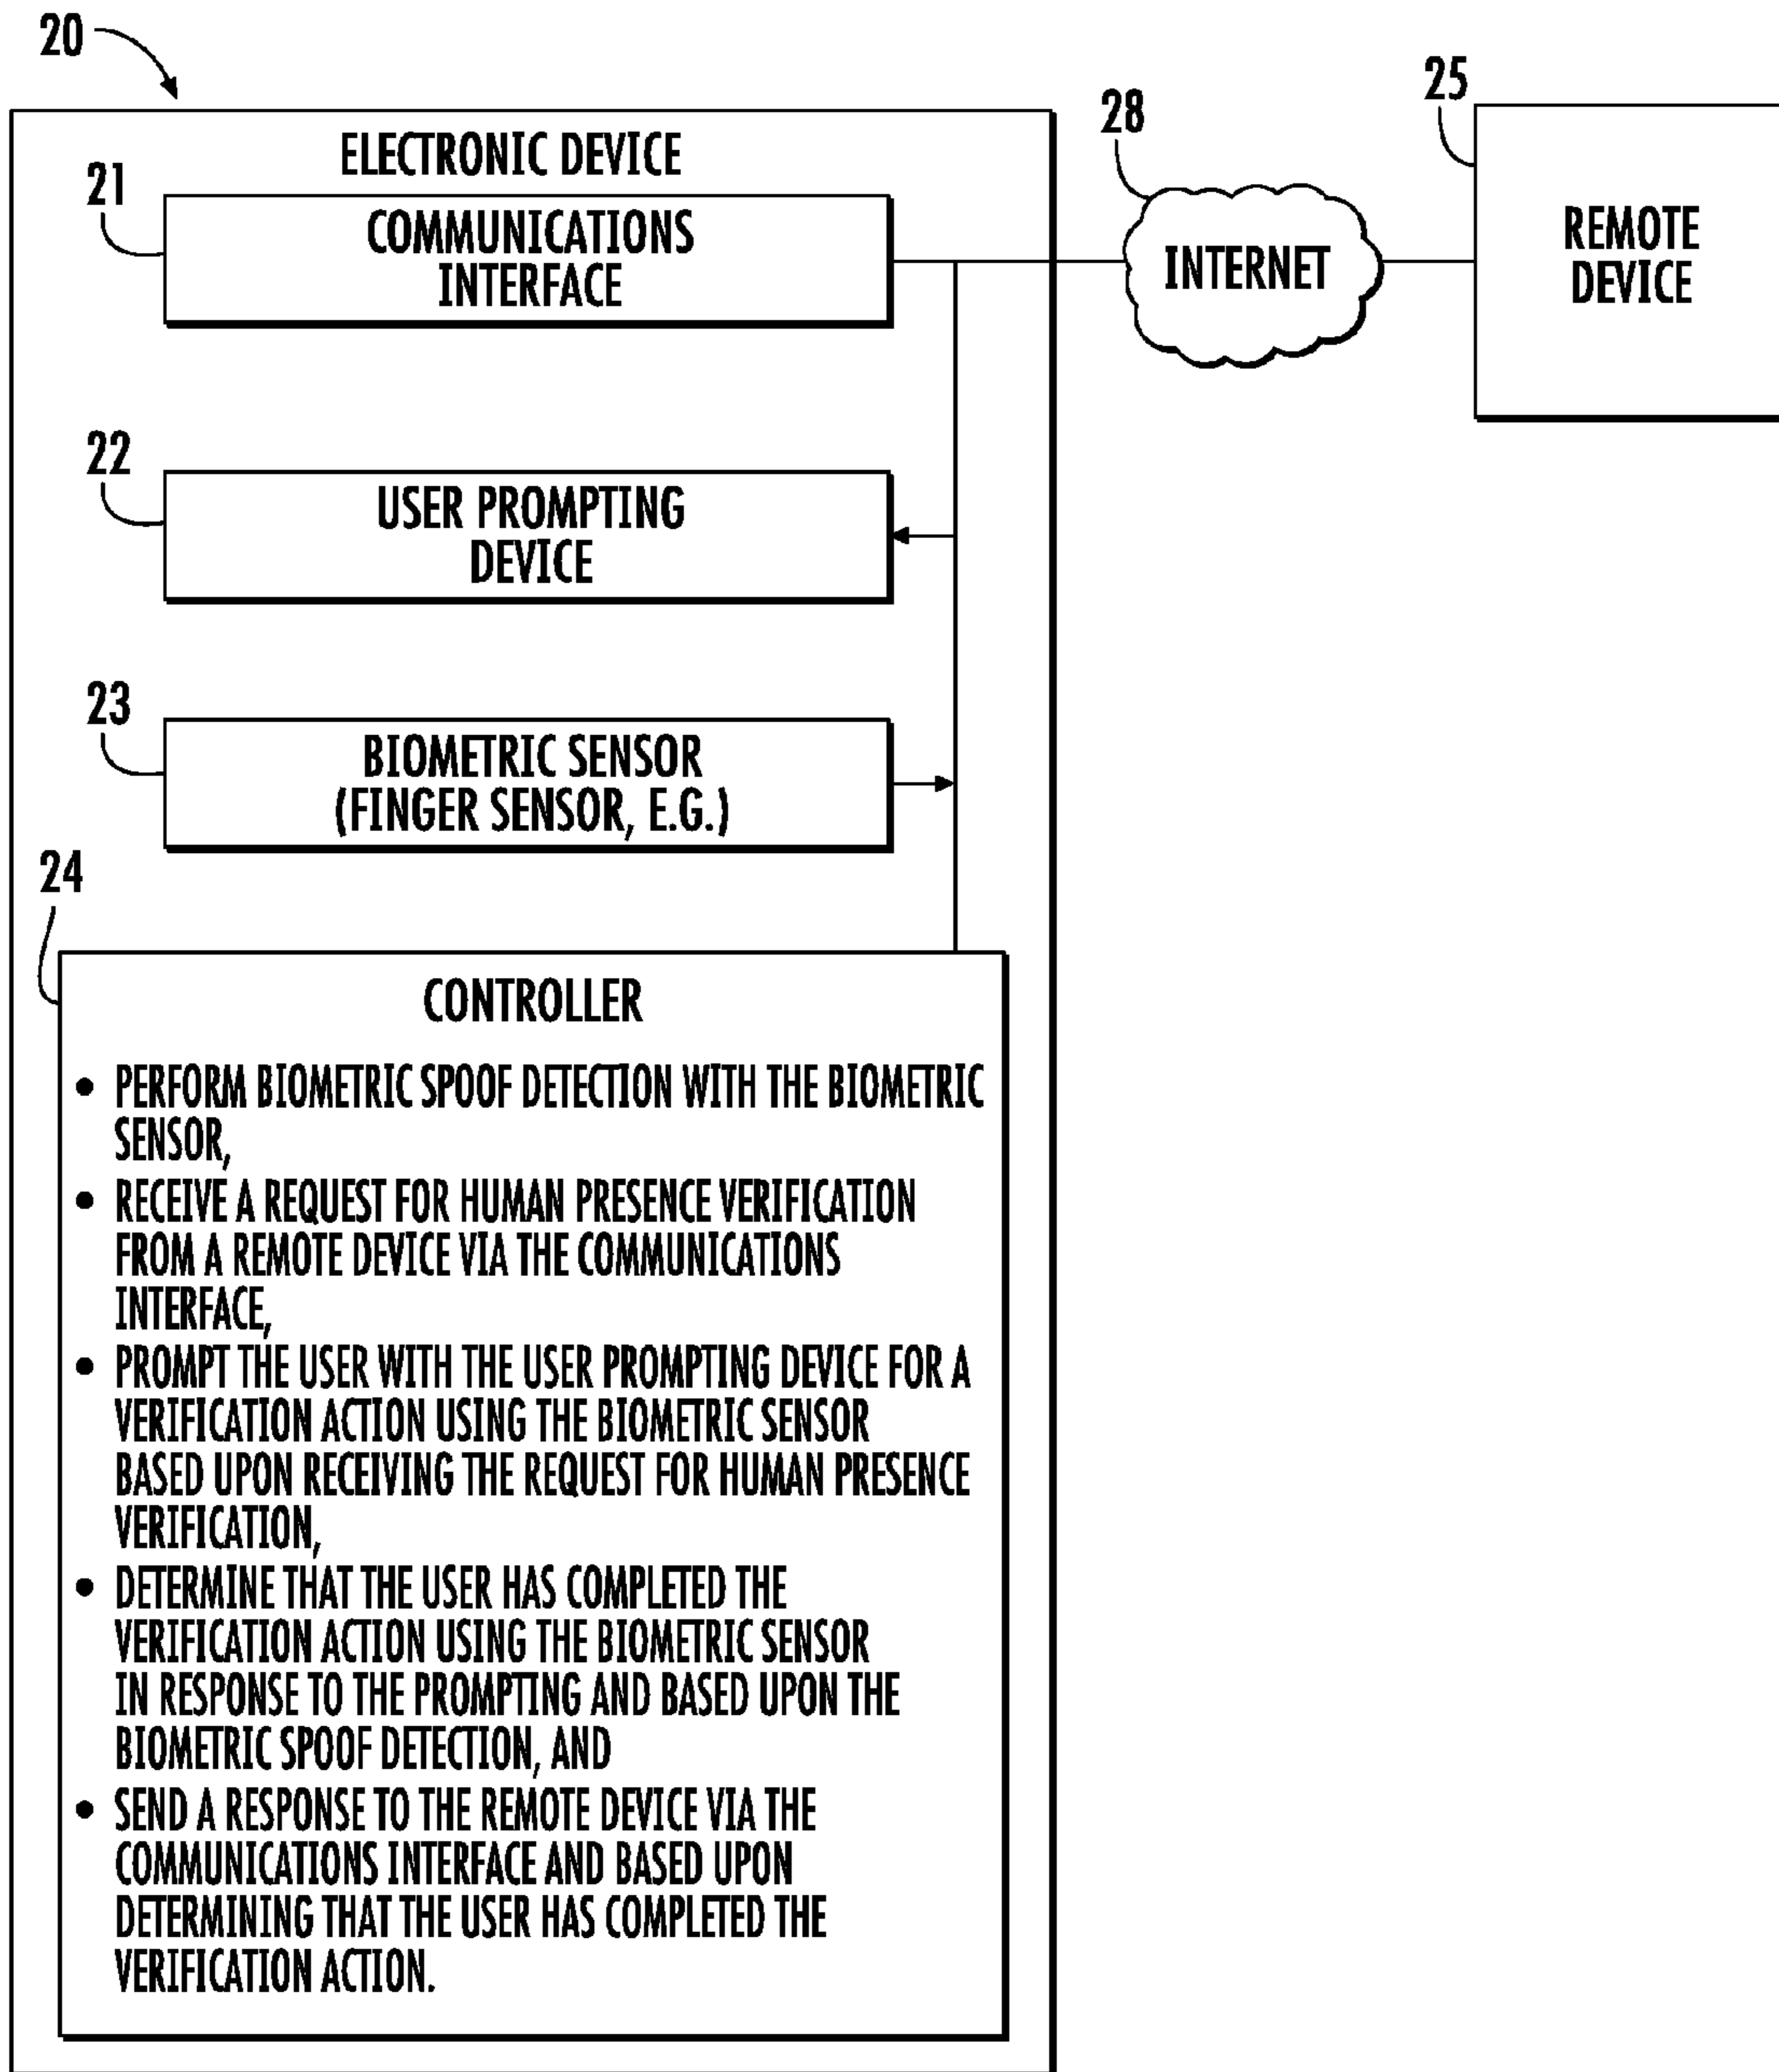 20
ELECTRONIC DEVICE
21
COMMUNICATIONS
INTERFACE
28
INTERNET
25
REMOTE
DEVICE
22
USER PROMPTING
DEVICE
23
BIOMETRIC SENSOR
(FINGER SENSOR, E.G.)
24
CONTROLLER
• PERFORM BIOMETRIC SPOOF DETECTION WITH THE BIOMETRIC
SENSOR,
• RECEIVE A REQUEST FOR HUMAN PRESENCE VERIFICATION
FROM A REMOTE DEVICE VIA THE COMMUNICATIONS
INTERFACE,
• PROMPT THE USER WITH THE USER PROMPTING DEVICE FOR A
VERIFICATION ACTION USING THE BIOMETRIC SENSOR
BASED UPON RECEIVING THE REQUEST FOR HUMAN PRESENCE
VERIFICATION,
• DETERMINE THAT THE USER HAS COMPLETED THE
VERIFICATION ACTION USING THE BIOMETRIC SENSOR
IN RESPONSE TO THE PROMPTING AND BASED UPON THE
BIOMETRIC SPOOF DETECTION, AND
• SEND A RESPONSE TO THE REMOTE DEVICE VIA THE
COMMUNICATIONS INTERFACE AND BASED UPON
DETERMINING THAT THE USER HAS COMPLETED THE
VERIFICATION ACTION.